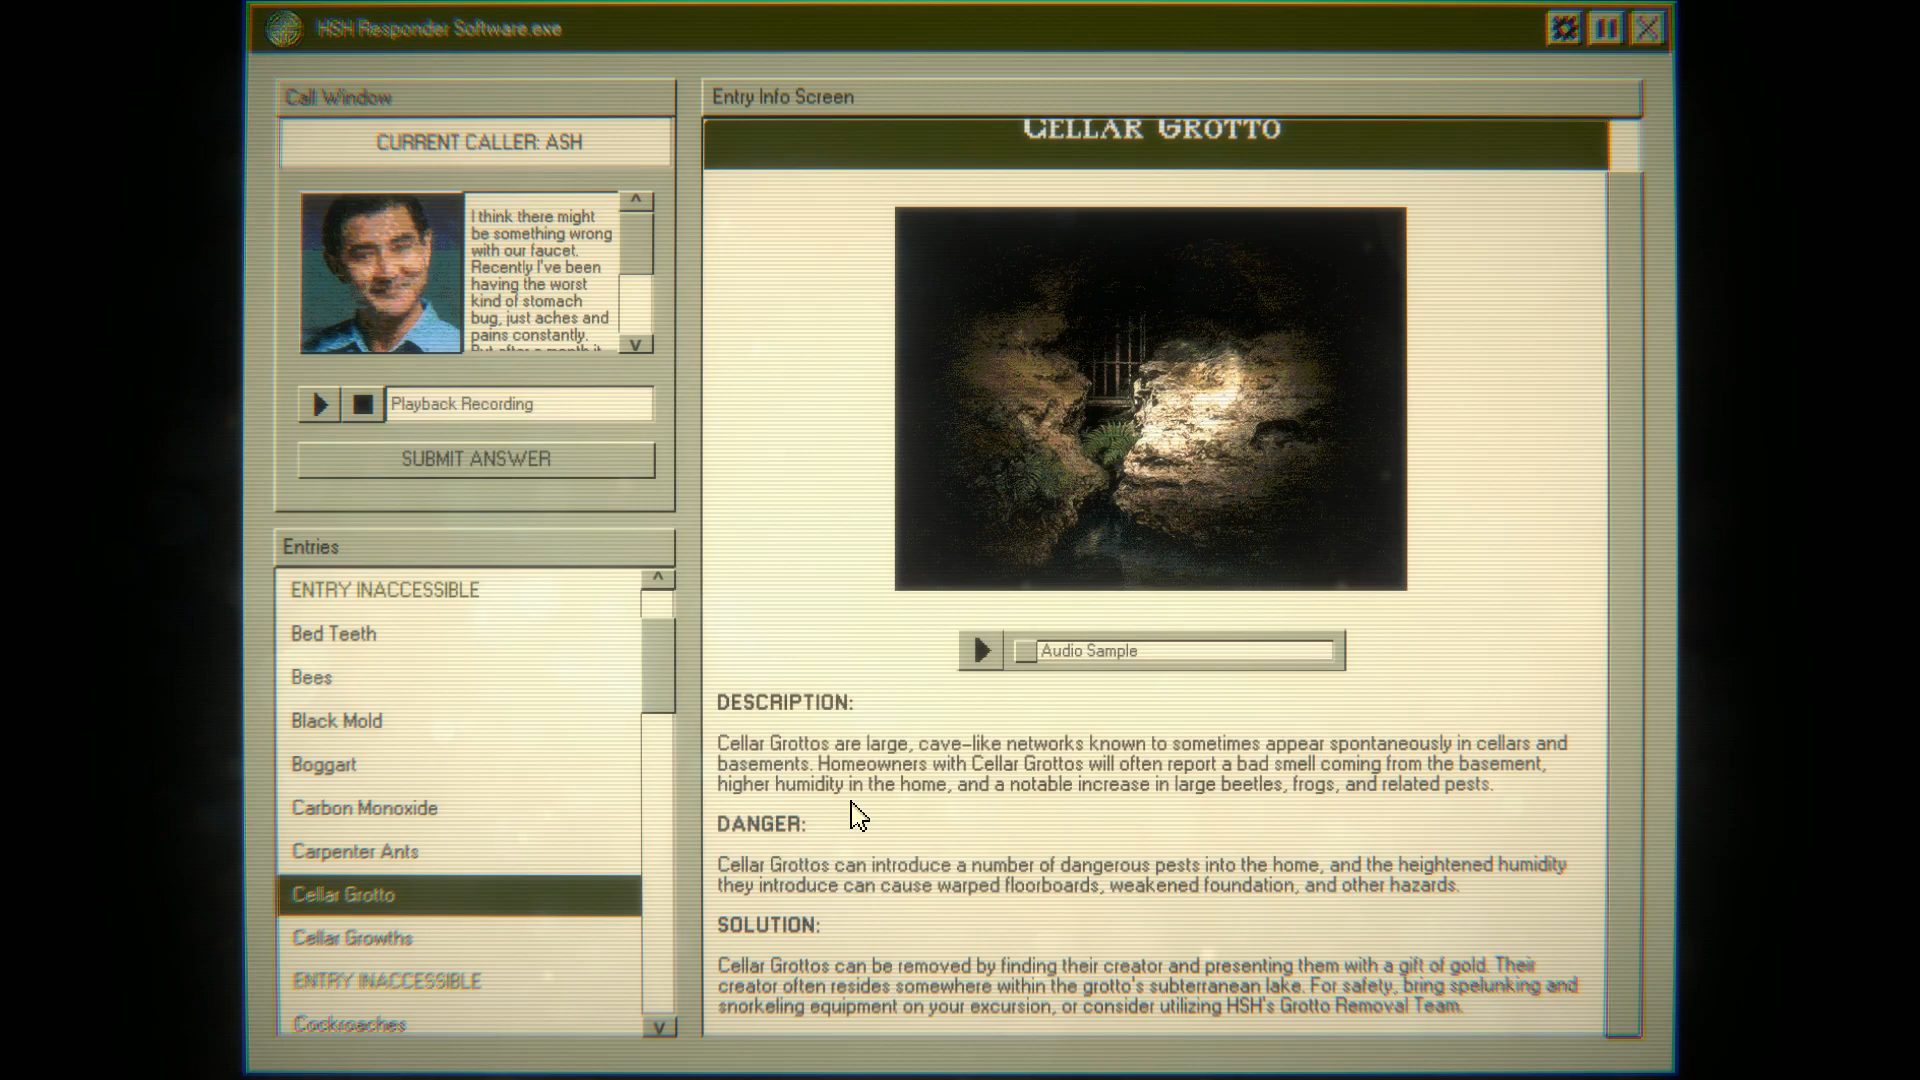 HSH Responder Software.exe
Call Window
CURRENT CALLER: ASH
I think there might
be something wrong
with our faucet.
Recently I've been
having the worst
kind of stomach
bug, just aches and
pains constantly.
But after a month it
Playback Recording
SUBMIT ANSWER
Entries
ENTRY INACCESSIBLE
Bed Teeth
Bees
Black Mold
Boggart
Carbon Monoxide
Carpenter Ants
Cellar Grotto
Cellar Growths
ENTRY INACCESSIBLE
Cockroaches
Entry Info Screen
CELLAR GROTTO
Audio Sample
DESCRIPTION:
Cellar Grottos are large, cave-like networks known to sometimes appear spontaneously in cellars and
basements. Homeowners with Cellar Grottos will often report a bad smell coming from the basement,
higher humidity in the home, and a notable increase in large beetles, frogs, and related pests.
DANGER:
Cellar Grottos can introduce a number of dangerous pests into the home, and the heightened humidity
they introduce can cause warped floorboards, weakened foundation, and other hazards.
SOLUTION:
Cellar Grottos can be removed by finding their creator and presenting them with a gift of gold. Their
creator often resides somewhere within the grotto's subterranean lake. For safety, bring spelunking and
snorkeling equipment on your excursion, or consider utilizing HSH's Grotto Removal Team.